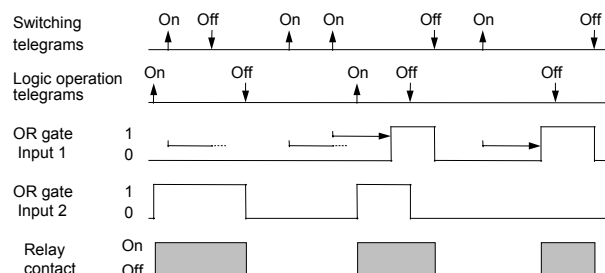 Switching
telegrams
On Off On On Off On Off
Logic operation
telegrams
On Off On Off Off
OR gate
Input 1
1
0
OR gate
Input 2
1
0
Relay
contact
On
Off